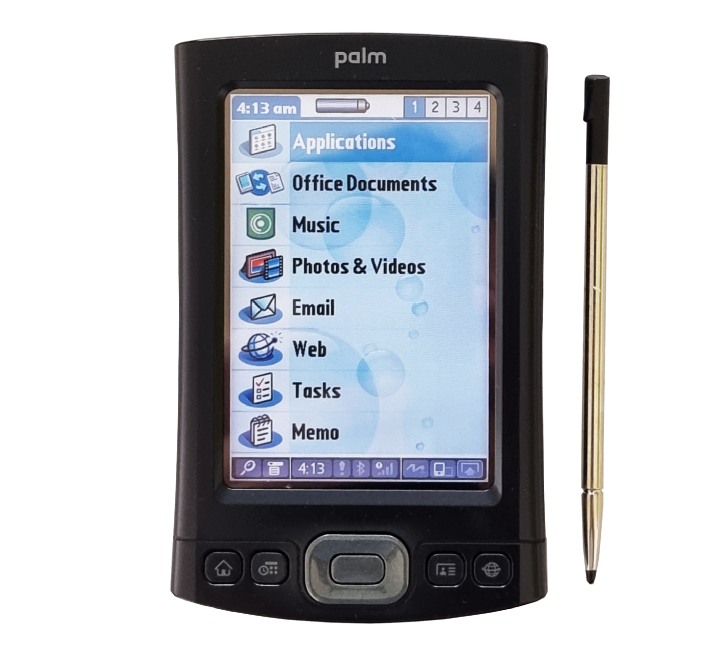 palm
4:13 am 1 2 3 4
Applications
Office Documents
Music
Photos & Videos
Email
Web
Tasks
Memo
4:13